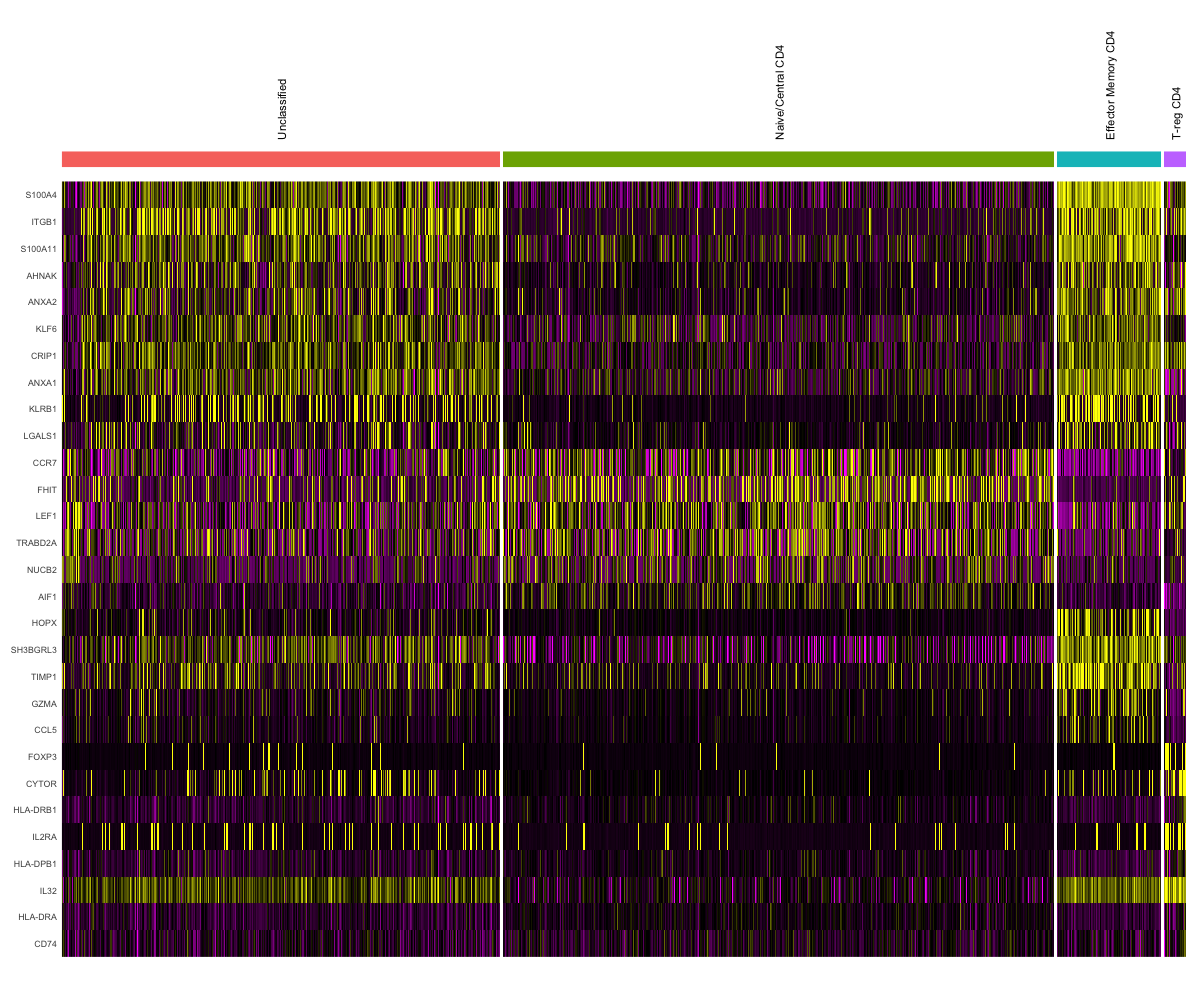 Unclassified
Naive/Central CD4
Effector Memory CD4
T-reg CD4
S100A4
ITGB1
S100A11
AHNAK
ANXA2
KLF6
CRIP1
ANXA1
KLRB1
LGALS1
CCR7
FHIT
LEF1
TRABD2A
NUCB2
AIF1
HOPX
SH3BGRL3
TIMP1
GZMA
CCL5
FOXP3
CYTOR
HLA-DRB1
IL2RA
HLA-DPB1
IL32
HLA-DRA
CD74